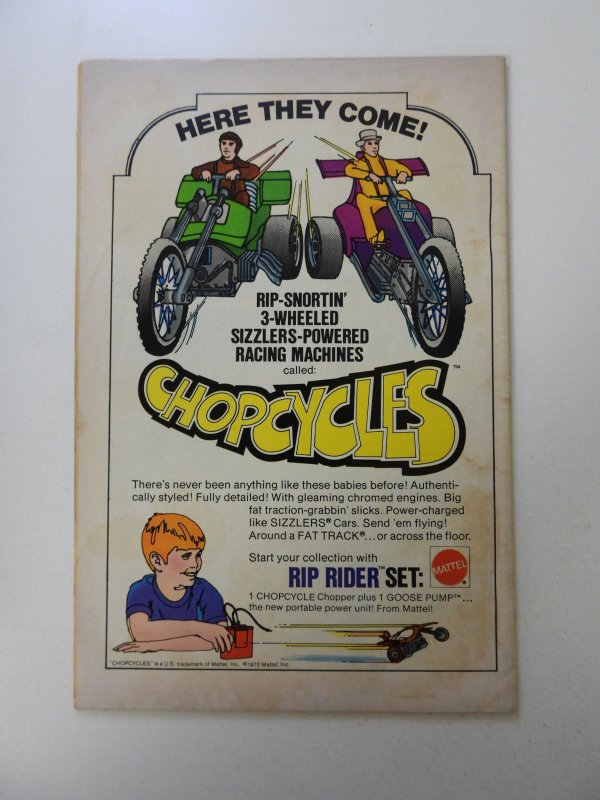 HERE THEY COME!
RIP-SNORTIN'
3-WHEELED
SIZZLERS-POWERED
RACING MACHINES
called:
CHOPCYCLES™
There's never been anything like these babies before! Authenti-
cally styled! Fully detailed! With gleaming chromed engines. Big
fat traction-grabbin' slicks. Power-charged
like SIZZLERS® Cars. Send 'em flying!
Around a FAT TRACK®...or across the floor.
Start your collection with
RIP RIDER™ SET:
MATTEL®
1 CHOPCYCLE Chopper plus 1 GOOSE PUMP™...
the new portable power unit! From Mattel!
"CHOPCYCLES" is a U.S. trademark of Mattel, Inc. ©1972 Mattel, Inc.